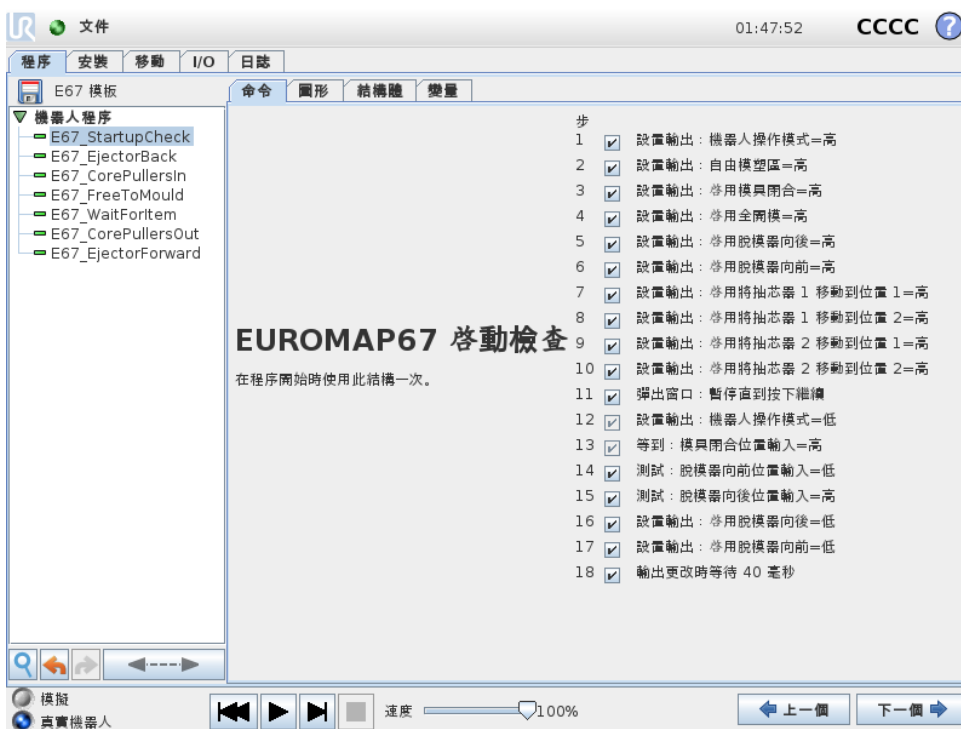 UR 文件 01:47:52 CCCC ?
程序 安裝 移動 I/O 日誌
E67 模板
命令 圖形 結構體 變量
機器人程序
E67_StartupCheck
E67_EjectorBack
E67_CorePullersIn
E67_FreeToMould
E67_WaitForItem
E67_CorePullersOut
E67_EjectorForward
EUROMAP67 啓動檢查
在程序開始時使用此結構一次。
步
1 設置輸出：機器人操作模式=高
2 設置輸出：自由模塑區=高
3 設置輸出：啓用模具閉合=高
4 設置輸出：啓用全開模=高
5 設置輸出：啓用脫模器向後=高
6 設置輸出：啓用脫模器向前=高
7 設置輸出：啓用將抽芯器 1 移動到位置 1=高
8 設置輸出：啓用將抽芯器 1 移動到位置 2=高
9 設置輸出：啓用將抽芯器 2 移動到位置 1=高
10 設置輸出：啓用將抽芯器 2 移動到位置 2=高
11 彈出窗口：暫停直到按下繼續
12 設置輸出：機器人操作模式=低
13 等到：模具閉合位置輸入=高
14 測試：脫模器向前位置輸入=低
15 測試：脫模器向後位置輸入=高
16 設置輸出：啓用脫模器向後=低
17 設置輸出：啓用脫模器向前=低
18 輸出更改時等待 40 毫秒
模擬
真實機器人
速度 100%
上一個 下一個